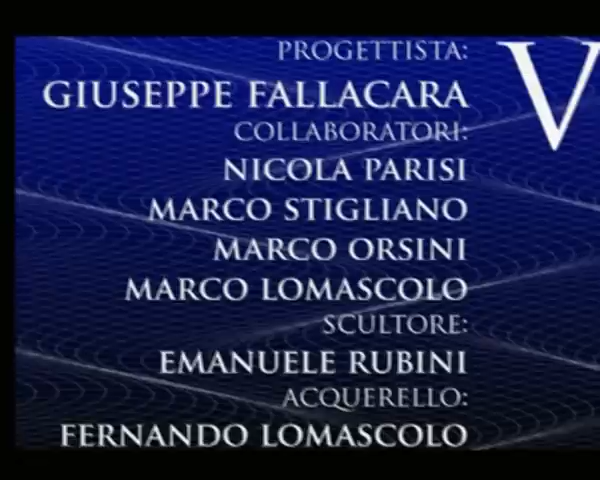 PROGETTISTA:
GIUSEPPE FALLACARA
COLLABORATORI:
NICOLA PARISI
MARCO STIGLIANO
MARCO ORSINI
MARCO LOMASCOLO
SCULTORE:
EMANUELE RUBINI
ACQUERELLO:
FERNANDO LOMASCOLO
V